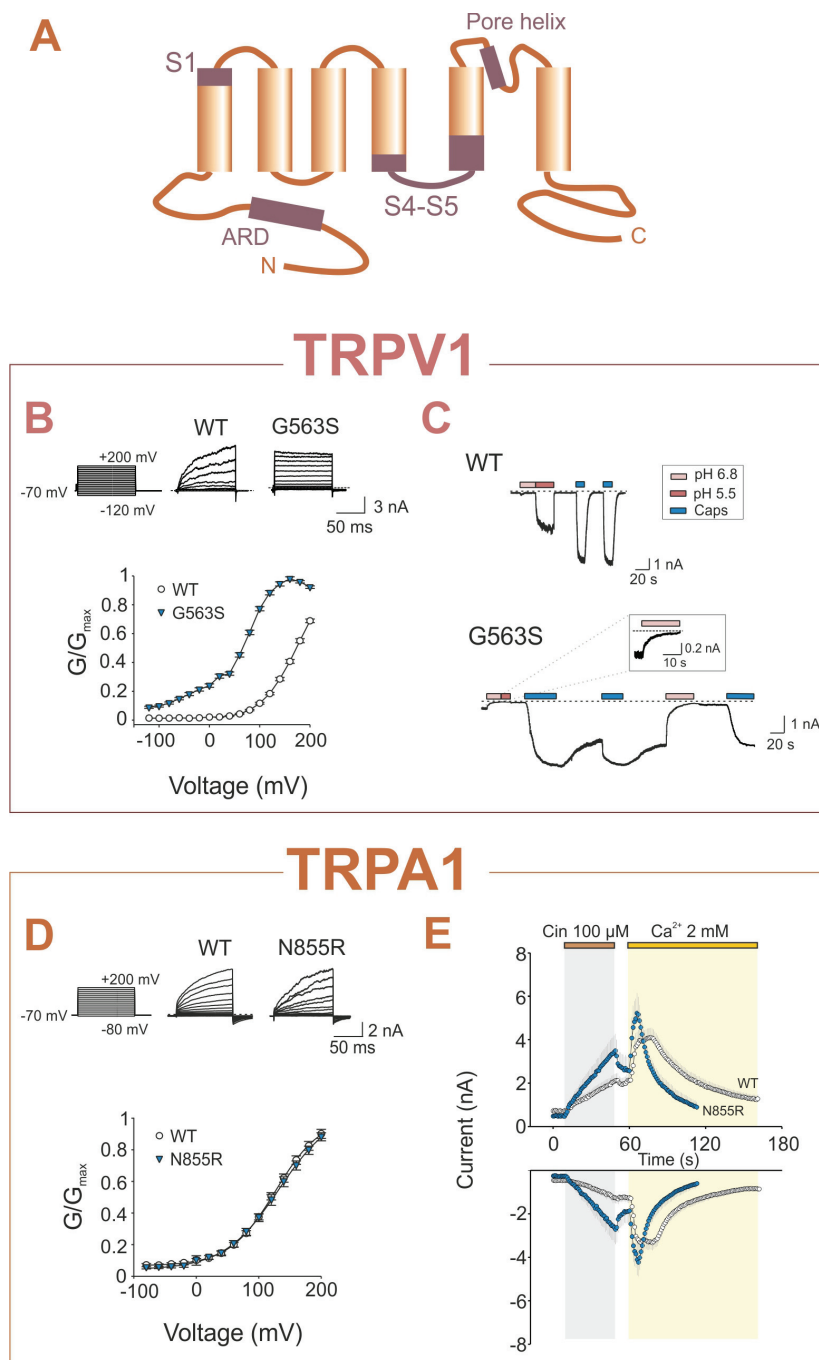 A
Pore helix
S1
S4-S5
ARD
N
C
TRPV1
B
WT
G563S
+200 mV
-70 mV
-120 mV
3 nA
50 ms
1
0.8
0.6
0.4
0.2
0
G/Gmax
WT
G563S
-100
0
100
200
Voltage (mV)
C
WT
pH 6.8
pH 5.5
Caps
1 nA
20 s
G563S
0.2 nA
10 s
1 nA
20 s
TRPA1
D
WT
N855R
+200 mV
-70 mV
-80 mV
2 nA
50 ms
1
0.8
0.6
0.4
0.2
0
G/Gmax
WT
N855R
-100
0
100
200
Voltage (mV)
E
Cin 100 µM
Ca2+ 2 mM
8
6
4
2
0
WT
N855R
0
60
120
180
Time (s)
Current (nA)
-2
-4
-6
-8